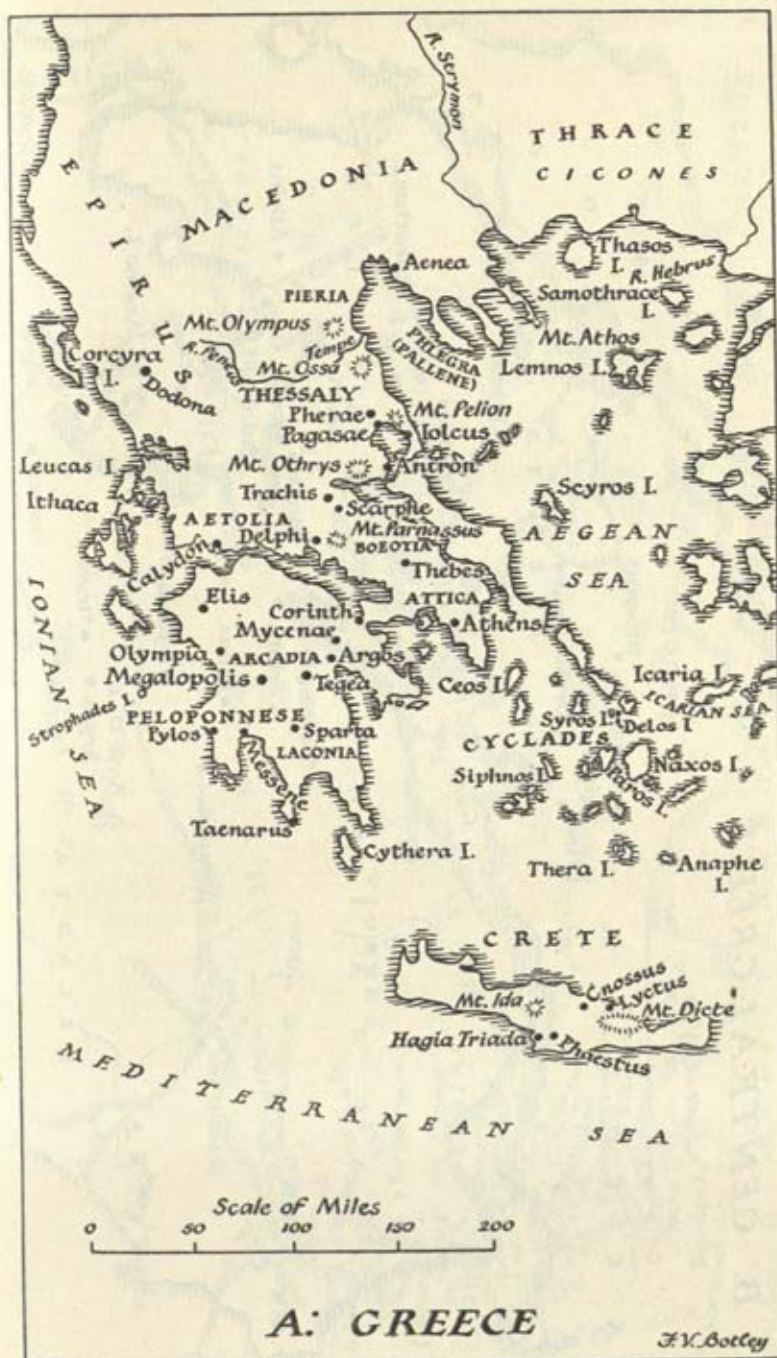 R. Strymon
THRACE
CICONES
EPIRUS
MACEDONIA
Aenea
Thasos
I.
R. Hebrus
PIERIA
Samothrace
I.
Mt. Olympus
Mt. Athos
R. Peneus
Tempe
PHLEGRA
(PALLENE)
Corcyra
I.
Mt. Ossa
Lemnos I.
Dodona
THESSALY
Pherae
Mt. Pelion
Pagasae
Iolcus
Leucas I.
Mt. Othrys
Antron
Ithaca I.
Trachis
Scarphe
Scyros I.
AETOLIA
Mt. Parnassus
AEGEAN
SEA
Delphi
BOEOTIA
Calydon
Thebes
IONIAN SEA
Elis
ATTICA
Corinth
Mycenae
Athens
Olympia
ARCADIA
Argos
Icaria I.
Megalopolis
Tegea
Ceos I.
ICARIAN SEA
Strophades I.
PELOPONNESE
Syros I.
Delos I
Pylos
Sparta
CYCLADES
LACONIA
Messene
Siphnos I.
Naxos I.
Paros I.
Taenarus
Cythera I.
Thera I.
Anaphe
I.
CRETE
Cnossus
Lyctus
Mt. Ida
Mt. Dicte
Hagia Triada
Phaestus
MEDITERRANEAN SEA
Scale of Miles
0 50 100 150 200
A: GREECE
F.V. Botley